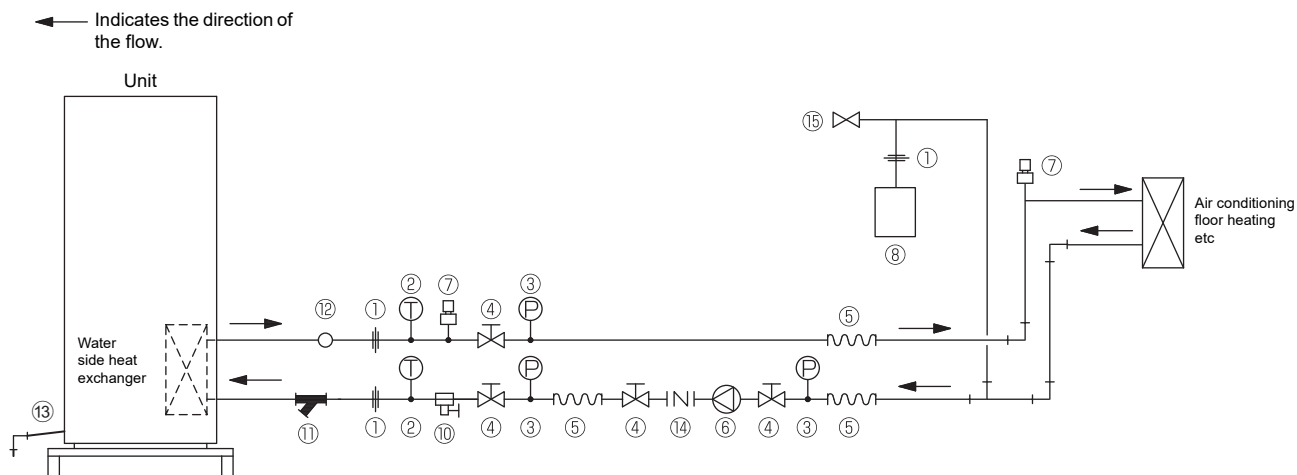 Indicates the direction of
the flow.
Unit
⑮
①
⑦
Air conditioning
floor heating
etc
⑧
② ⑦ ④ ③
⑫ ① ⑤
T P
Water
side heat
exchanger
T P P
⑬
⑪ ① ② ⑩ ④ ③ ⑤ ④ ⑭ ⑥ ④ ③ ⑤